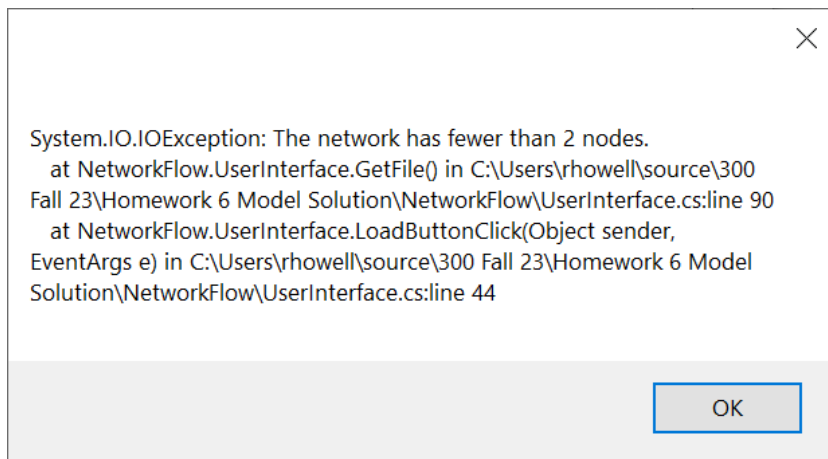 System.IO.IOException: The network has fewer than 2 nodes.
   at NetworkFlow.UserInterface.GetFile() in C:\Users\rhowell\source\300
Fall 23\Homework 6 Model Solution\NetworkFlow\UserInterface.cs:line 90
   at NetworkFlow.UserInterface.LoadButtonClick(Object sender,
EventArgs e) in C:\Users\rhowell\source\300 Fall 23\Homework 6 Model
Solution\NetworkFlow\UserInterface.cs:line 44
OK